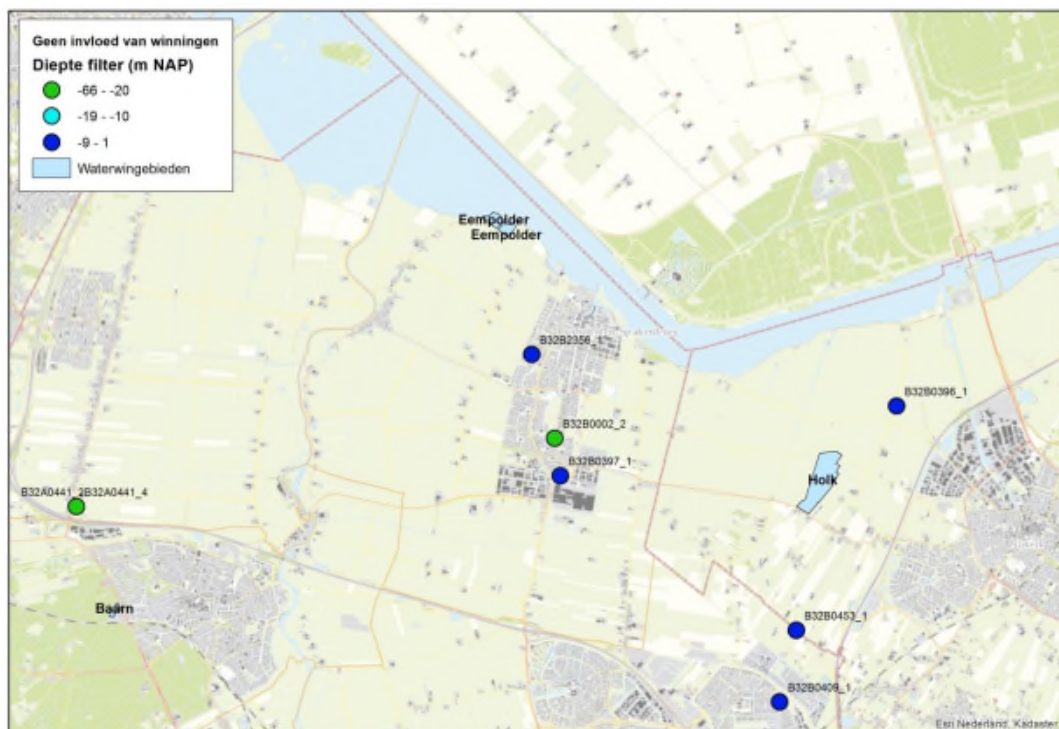 Geen invloed van winningen
Diepte filter (m NAP)
-66 - -20
-19 - -10
-9 - 1
Waterwingebieden
Eempolder
Eempolder
B32B2356_1
B32B0396_1
B32B0002_2
B32B0397_1
Holk
B32A0441_2B32A0441_4
Baarn
B32B0453_1
B32B0409_1
Esri Nederland, Kadaster